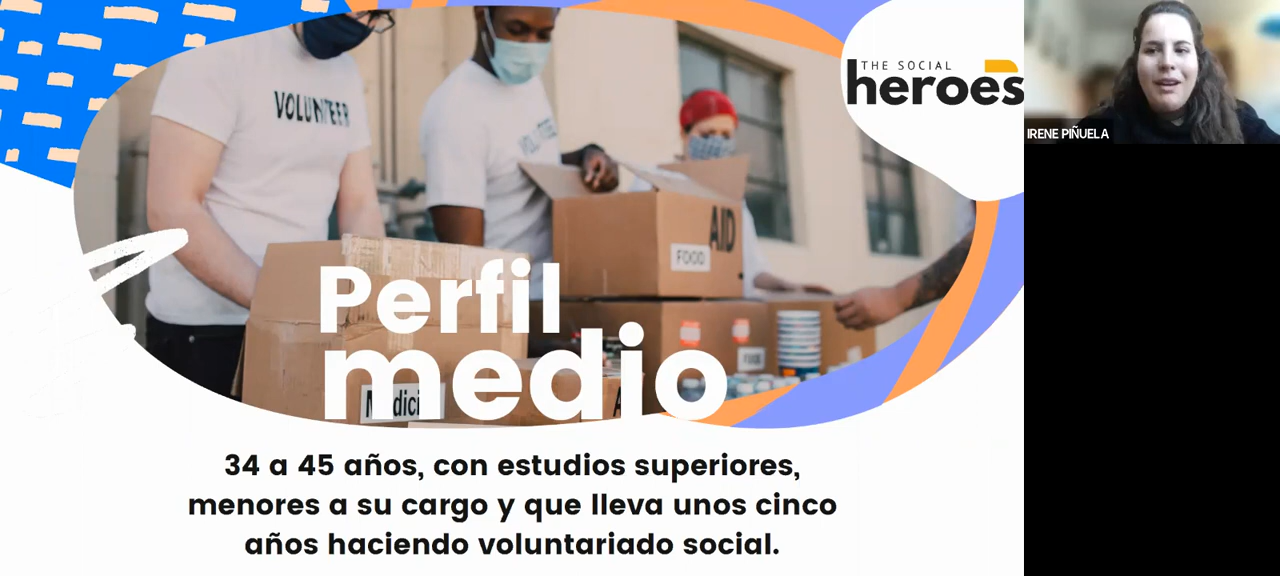 THE SOCIAL
heroes
IRENE PIÑUELA
VOLUNTEER
AID
FOOD
Perfil
medio
34 a 45 años, con estudios superiores,
menores a su cargo y que lleva unos cinco
años haciendo voluntariado social.